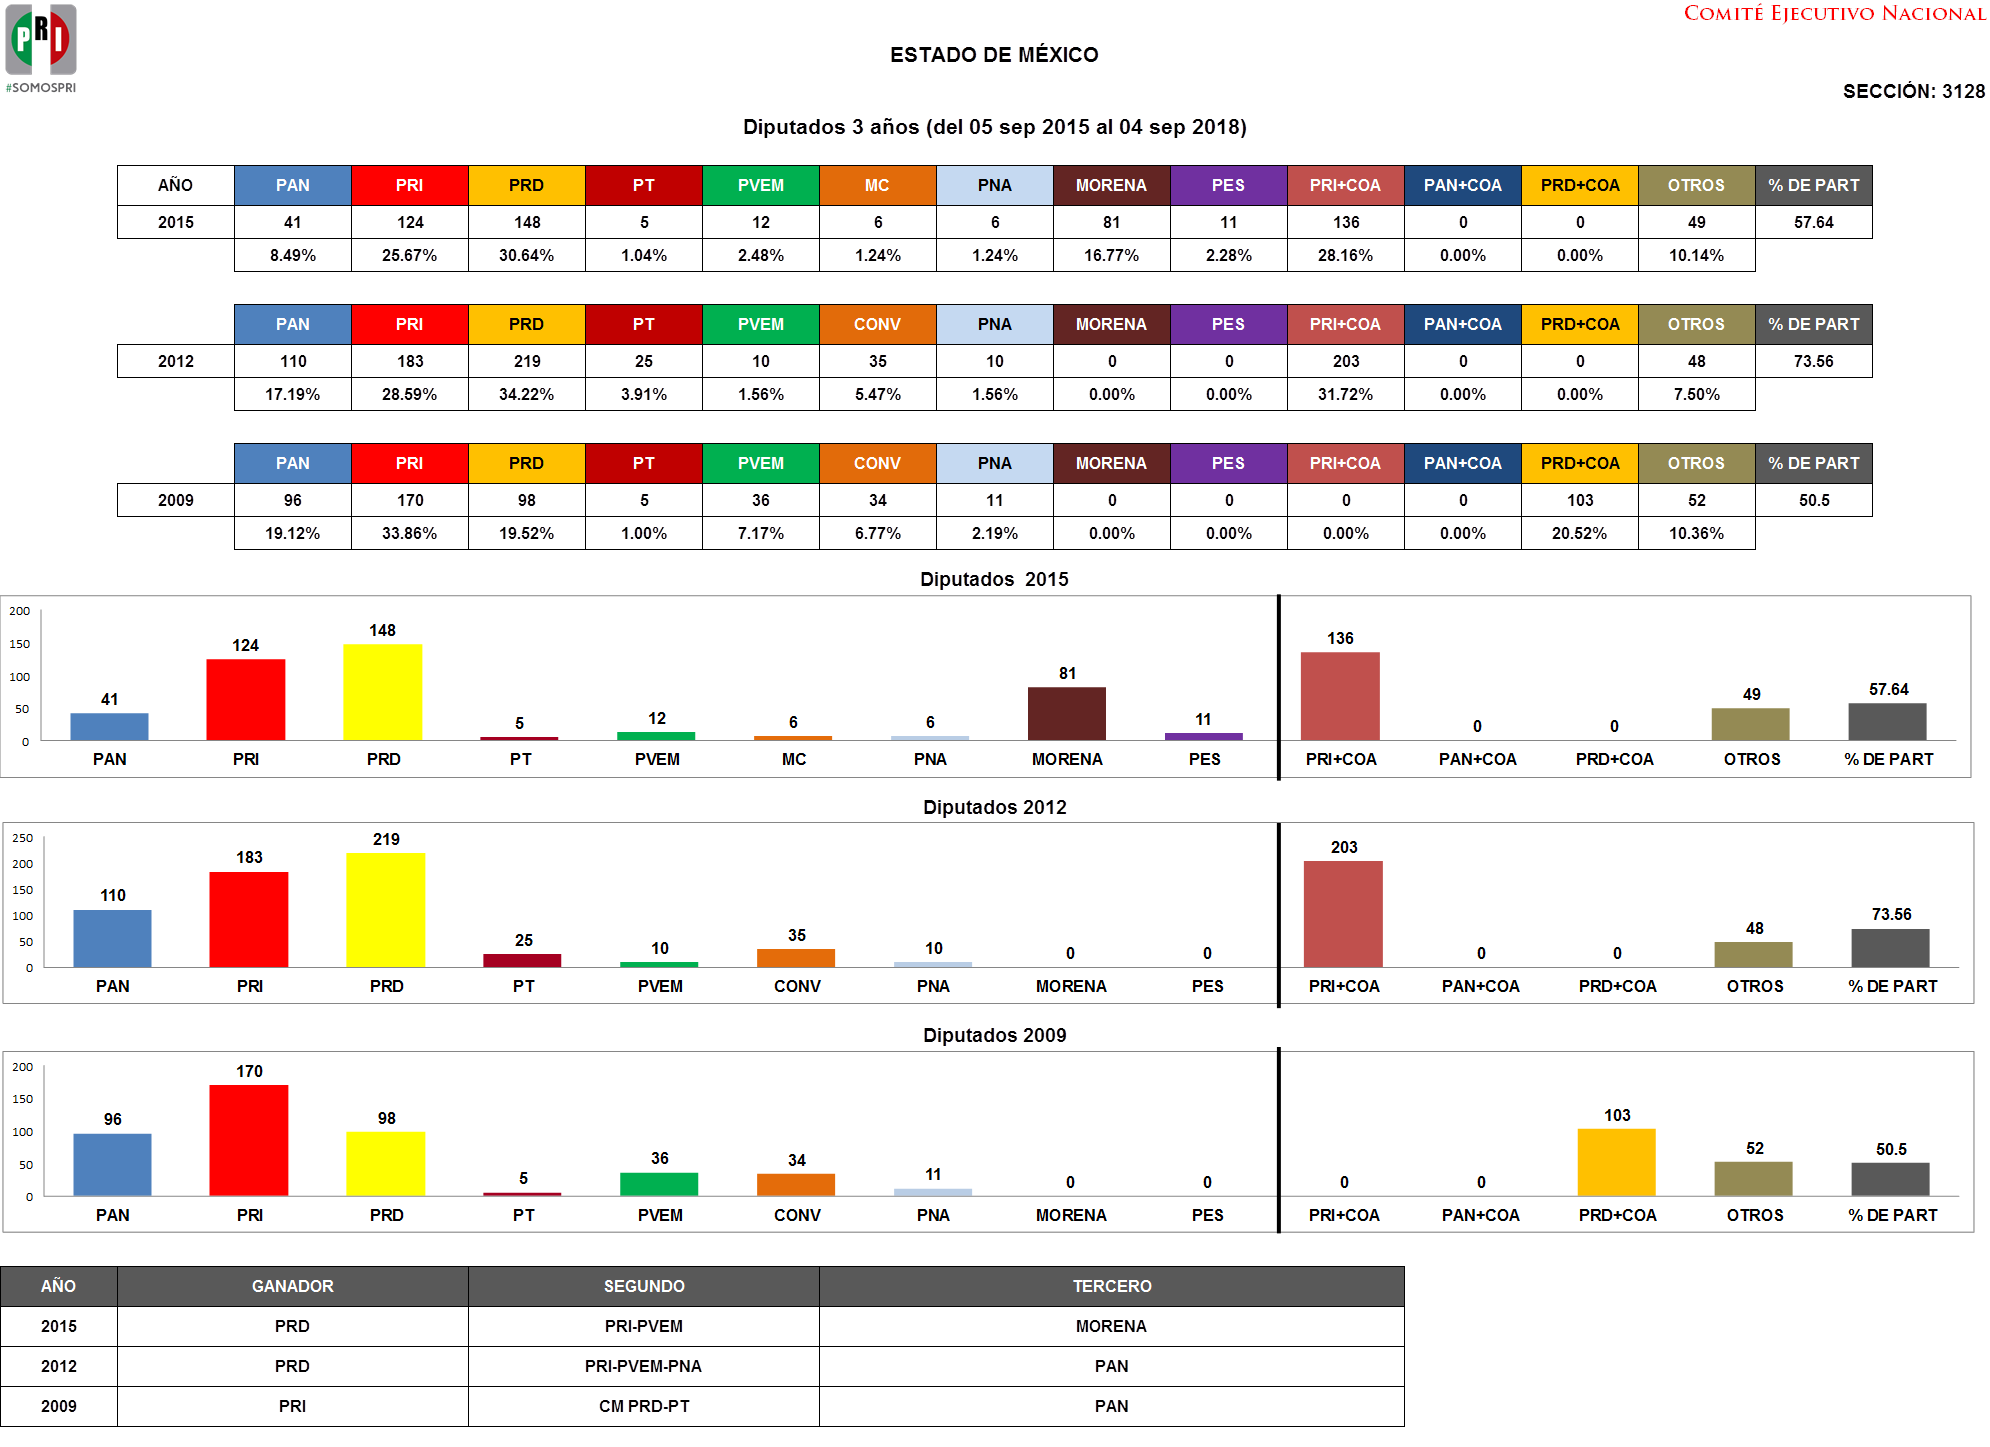 PRI
#SOMOSPRI
COMITÉ EJECUTIVO NACIONAL
ESTADO DE MÉXICO
SECCIÓN: 3128
Diputados 3 años (del 05 sep 2015 al 04 sep 2018)
AÑO PAN PRI PRD PT PVEM MC PNA MORENA PES PRI+COA PAN+COA PRD+COA OTROS % DE PART
2015 41 124 148 5 12 6 6 81 11 136 0 0 49 57.64
8.49% 25.67% 30.64% 1.04% 2.48% 1.24% 1.24% 16.77% 2.28% 28.16% 0.00% 0.00% 10.14%
PAN PRI PRD PT PVEM CONV PNA MORENA PES PRI+COA PAN+COA PRD+COA OTROS % DE PART
2012 110 183 219 25 10 35 10 0 0 203 0 0 48 73.56
17.19% 28.59% 34.22% 3.91% 1.56% 5.47% 1.56% 0.00% 0.00% 31.72% 0.00% 0.00% 7.50%
PAN PRI PRD PT PVEM CONV PNA MORENA PES PRI+COA PAN+COA PRD+COA OTROS % DE PART
2009 96 170 98 5 36 34 11 0 0 0 0 103 52 50.5
19.12% 33.86% 19.52% 1.00% 7.17% 6.77% 2.19% 0.00% 0.00% 0.00% 0.00% 20.52% 10.36%
Diputados 2015
200
150
100
50
0
41 124 148 5 12 6 6 81 11 136 0 0 49 57.64
PAN PRI PRD PT PVEM MC PNA MORENA PES PRI+COA PAN+COA PRD+COA OTROS % DE PART
Diputados 2012
250
200
150
100
50
0
110 183 219 25 10 35 10 0 0 203 0 0 48 73.56
PAN PRI PRD PT PVEM CONV PNA MORENA PES PRI+COA PAN+COA PRD+COA OTROS % DE PART
Diputados 2009
200
150
100
50
0
96 170 98 5 36 34 11 0 0 0 0 103 52 50.5
PAN PRI PRD PT PVEM CONV PNA MORENA PES PRI+COA PAN+COA PRD+COA OTROS % DE PART
AÑO GANADOR SEGUNDO TERCERO
2015 PRD PRI-PVEM MORENA
2012 PRD PRI-PVEM-PNA PAN
2009 PRI CM PRD-PT PAN